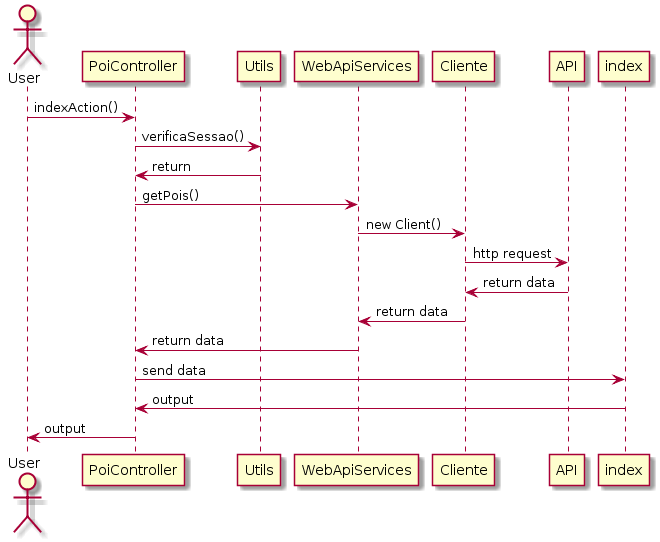 User
PoiController
Utils
WebApiServices
Cliente
API
index
indexAction()
verificaSessao()
return
getPois()
new Client()
http request
return data
return data
return data
send data
output
output
User
PoiController
Utils
WebApiServices
Cliente
API
index